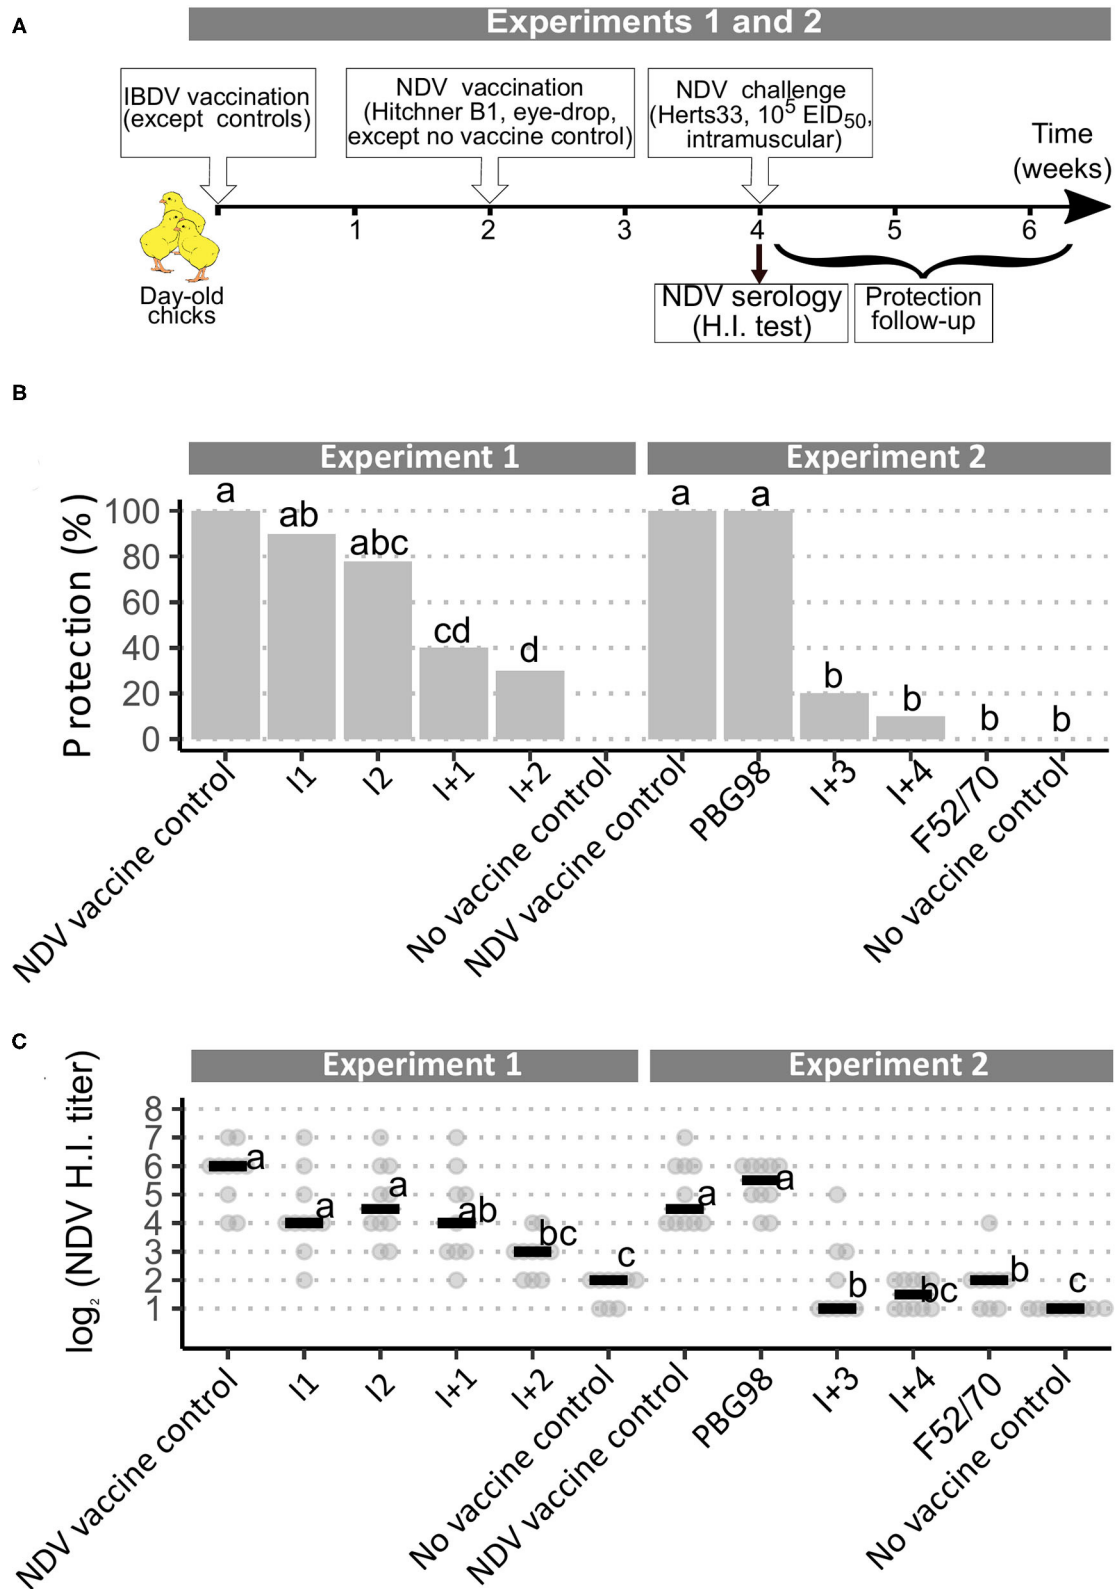 A
Experiments 1 and 2
IBDV vaccination
(except controls)
NDV vaccination
(Hitchner B1, eye-drop,
except no vaccine control)
NDV challenge
(Herts33, 10⁵ EID₅₀,
intramuscular)
Time
(weeks)
1 2 3 4 5 6
Day-old
chicks
NDV serology
(H.I. test)
Protection
follow-up
B
Experiment 1 Experiment 2
P rotection (%)
100
80
60
40
20
0
a ab abc cd d a a b b b b
NDV vaccine control I1 I2 I+1 I+2 No vaccine control NDV vaccine control PBG98 I+3 I+4 F52/70 No vaccine control
C
Experiment 1 Experiment 2
log₂ (NDV H.I. titer)
8
7
6
5
4
3
2
1
a a a ab bc c a a b bc b c
NDV vaccine control I1 I2 I+1 I+2 No vaccine control NDV vaccine control PBG98 I+3 I+4 F52/70 No vaccine control